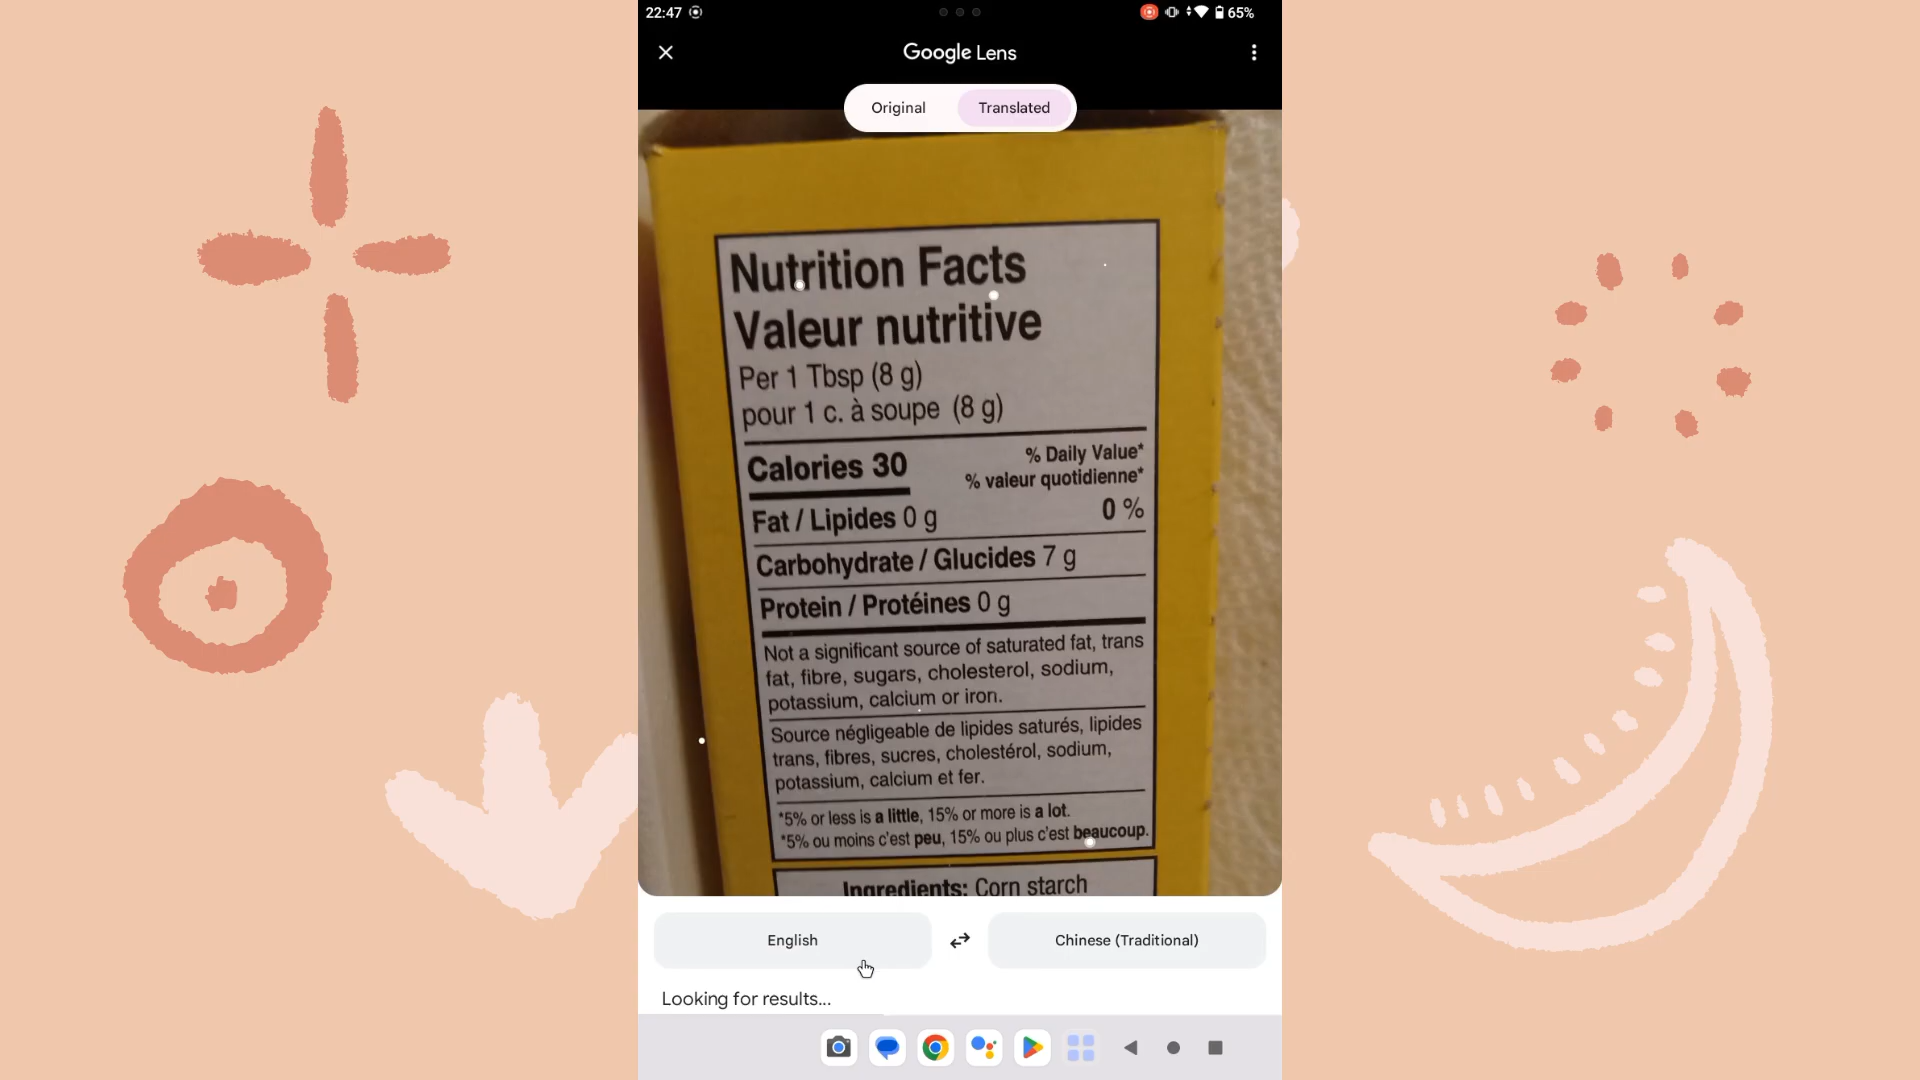 22:47
65%
Google Lens
Original
Translated
Nutrition Facts
Valeur nutritive
Per 1 Tbsp (8 g)
pour 1 c. à soupe (8 g)
Calories 30
% Daily Value*
% valeur quotidienne*
Fat / Lipides 0 g
0 %
Carbohydrate / Glucides 7 g
Protein / Protéines 0 g
Not a significant source of saturated fat, trans
fat, fibre, sugars, cholesterol, sodium,
potassium, calcium or iron.
Source négligeable de lipides saturés, lipides
trans, fibres, sucres, cholestérol, sodium,
potassium, calcium et fer.
*5% or less is a little, 15% or more is a lot.
*5% ou moins c'est peu, 15% ou plus c'est beaucoup.
Ingredients: Corn starch
English
Chinese (Traditional)
Looking for results...